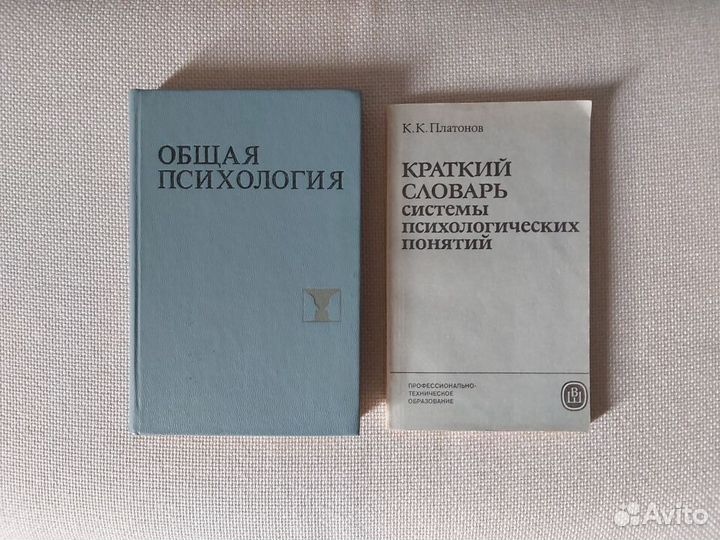 ОБЩАЯ
ПСИХОЛОГИЯ
К. К. Платонов
КРАТКИЙ
СЛОВАРЬ
системы
психологических
понятий
ПРОФЕССИОНАЛЬНО-
ТЕХНИЧЕСКОЕ
ОБРАЗОВАНИЕ
Avito